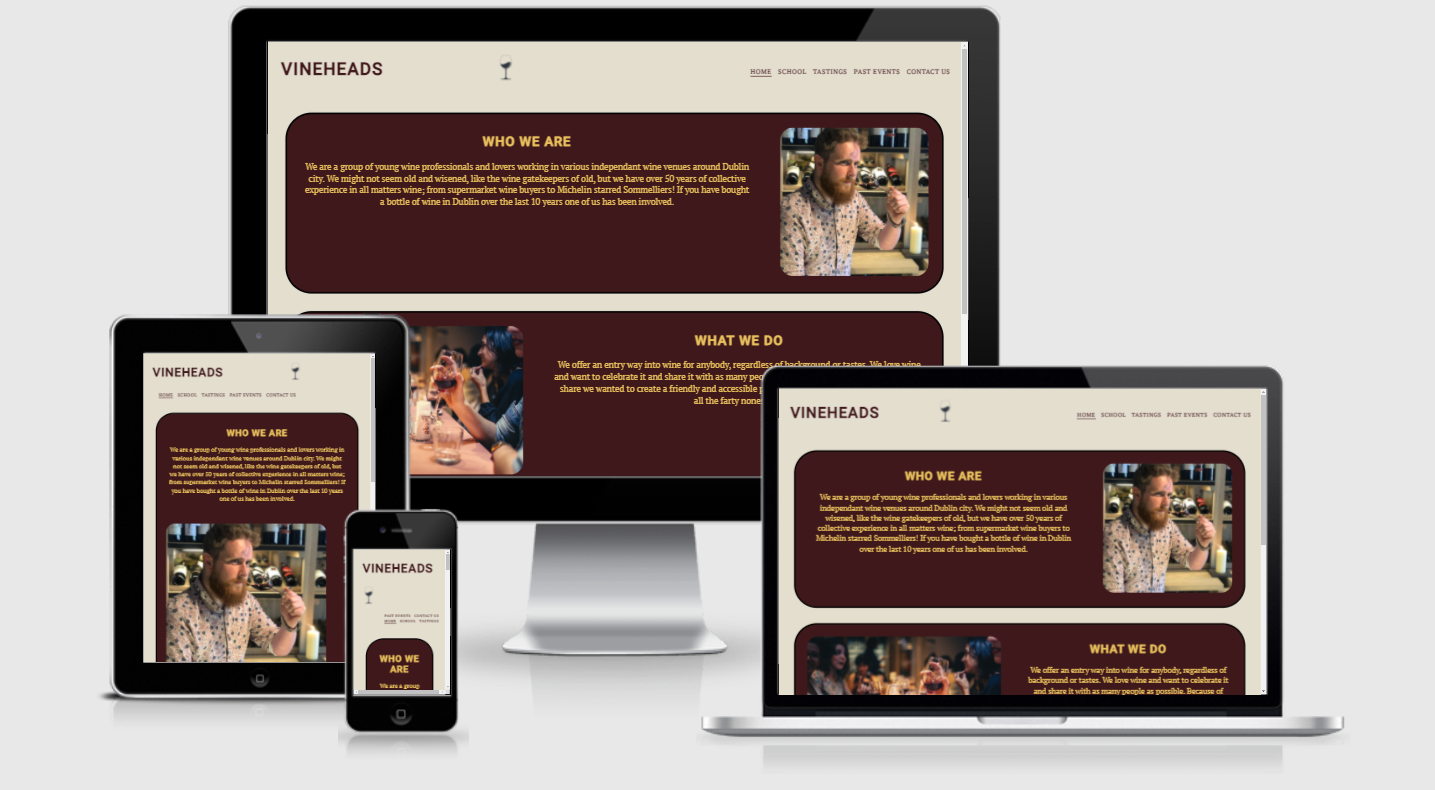 VINEHEADS
HOME SCHOOL TASTINGS PAST EVENTS CONTACT US
WHO WE ARE
We are a group of young wine professionals and lovers working in various independant wine venues around Dublin
city. We might not seem old and wisened, like the wine gatekeepers of old, but we have over 50 years of collective
experience in all matters wine; from supermarket wine buyers to Michelin starred Sommelliers! If you have bought
a bottle of wine in Dublin over the last 10 years one of us has been involved.
WHAT WE DO
We offer an entry way into wine for anybody, regardless of background or tastes. We love wine
and want to celebrate it and share it with as many peo
share we wanted to create a friendly and accessible p
all the farty none
VINEHEADS
HOME SCHOOL TASTINGS PAST EVENTS CONTACT US
WHO WE ARE
We are a group of young wine professionals and lovers working in
various independant wine venues around Dublin city. We might
not seem old and wisened, like the wine gatekeepers of old, but
we have over 50 years of collective experience in all matters wine;
from supermarket wine buyers to Michelin starred Sommelliers! If
you have bought a bottle of wine in Dublin over the last 10 years
one of us has been involved.
VINEHEADS
PAST EVENTS CONTACT US
HOME SCHOOL TASTINGS
WHO WE
ARE
We are a group
VINEHEADS
HOME SCHOOL TASTINGS PAST EVENTS CONTACT US
WHO WE ARE
We are a group of young wine professionals and lovers working in various
independant wine venues around Dublin city. We might not seem old and
wisened, like the wine gatekeepers of old, but we have over 50 years of
collective experience in all matters wine; from supermarket wine buyers to
Michelin starred Sommelliers! If you have bought a bottle of wine in Dublin
over the last 10 years one of us has been involved.
WHAT WE DO
We offer an entry way into wine for anybody, regardless of
background or tastes. We love wine and want to celebrate it
and share it with as many people as possible. Because of